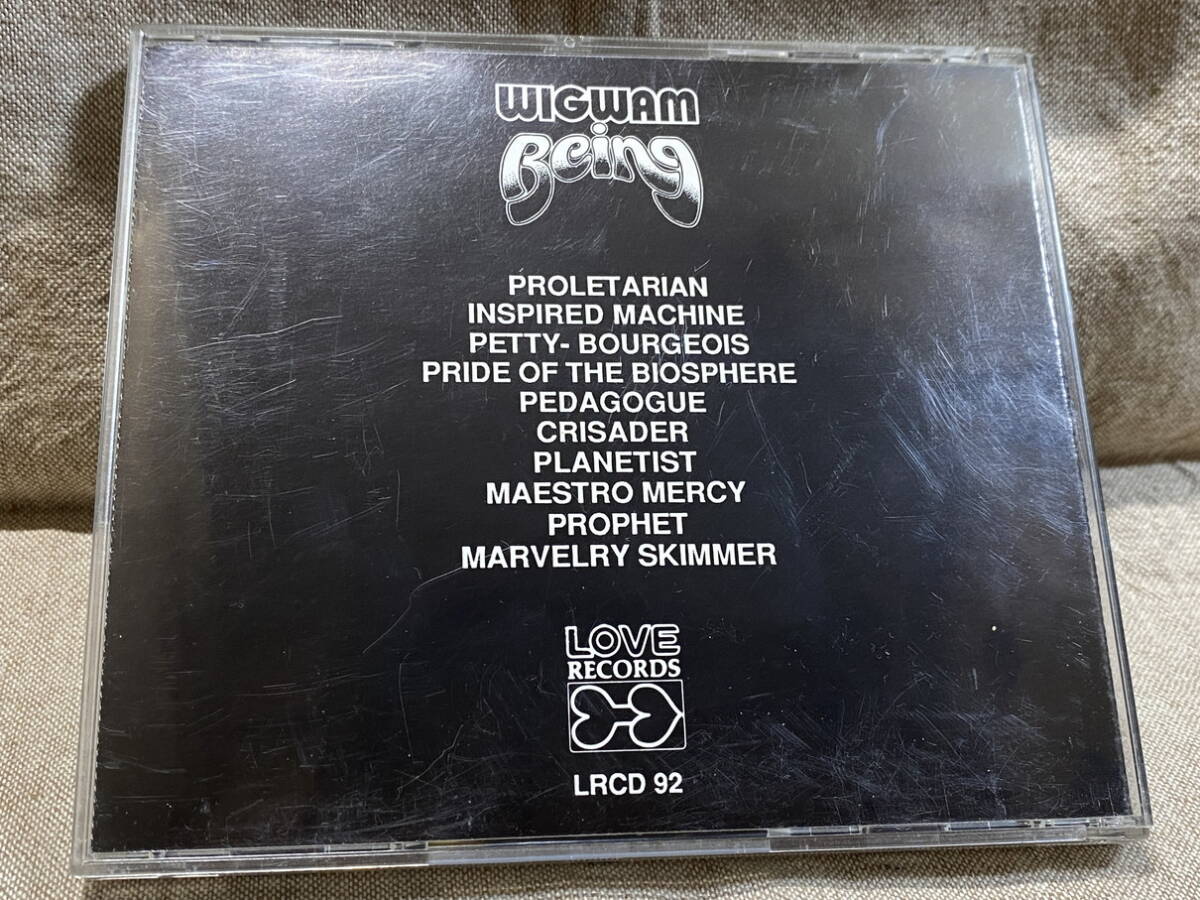 WIGWAM
Being
PROLETARIAN
INSPIRED MACHINE
PETTY- BOURGEOIS
PRIDE OF THE BIOSPHERE
PEDAGOGUE
CRISADER
PLANETIST
MAESTRO MERCY
PROPHET
MARVELRY SKIMMER
LOVE
RECORDS
LRCD 92